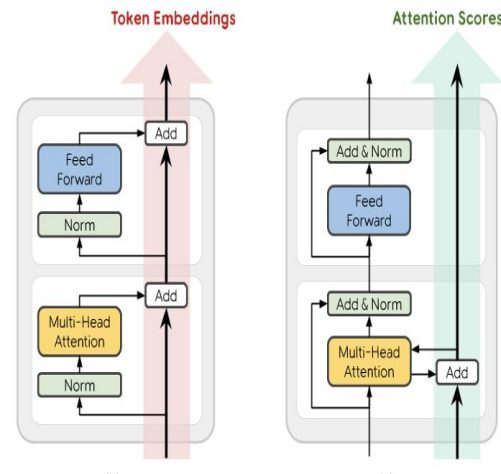 Token Embeddings
Add
Feed
Forward
Norm
Add
Multi-Head
Attention
Norm
Attention Scores
Add & Norm
Feed
Forward
Add & Norm
Multi-Head
Attention
Add